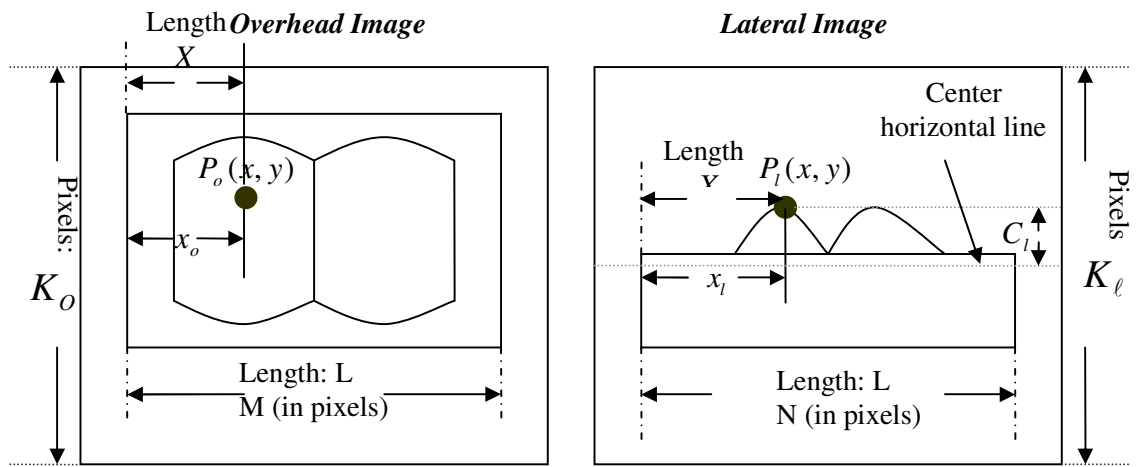 Length Overhead Image
X
P_o(x, y)
x_o
Pixels:
K_O
Length: L
M (in pixels)
Lateral Image
Center
horizontal line
Length
P_l(x, y)
C_l
x_l
Pixels
K_ℓ
Length: L
N (in pixels)